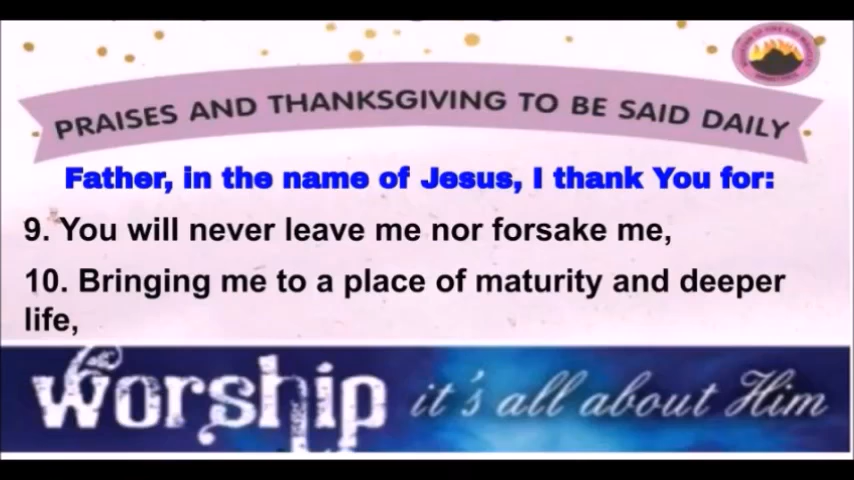 PRAISES AND THANKSGIVING TO BE SAID DAILY
Father, in the name of Jesus, I thank You for:
9. You will never leave me nor forsake me,
10. Bringing me to a place of maturity and deeper
life,
worship it's all about Him